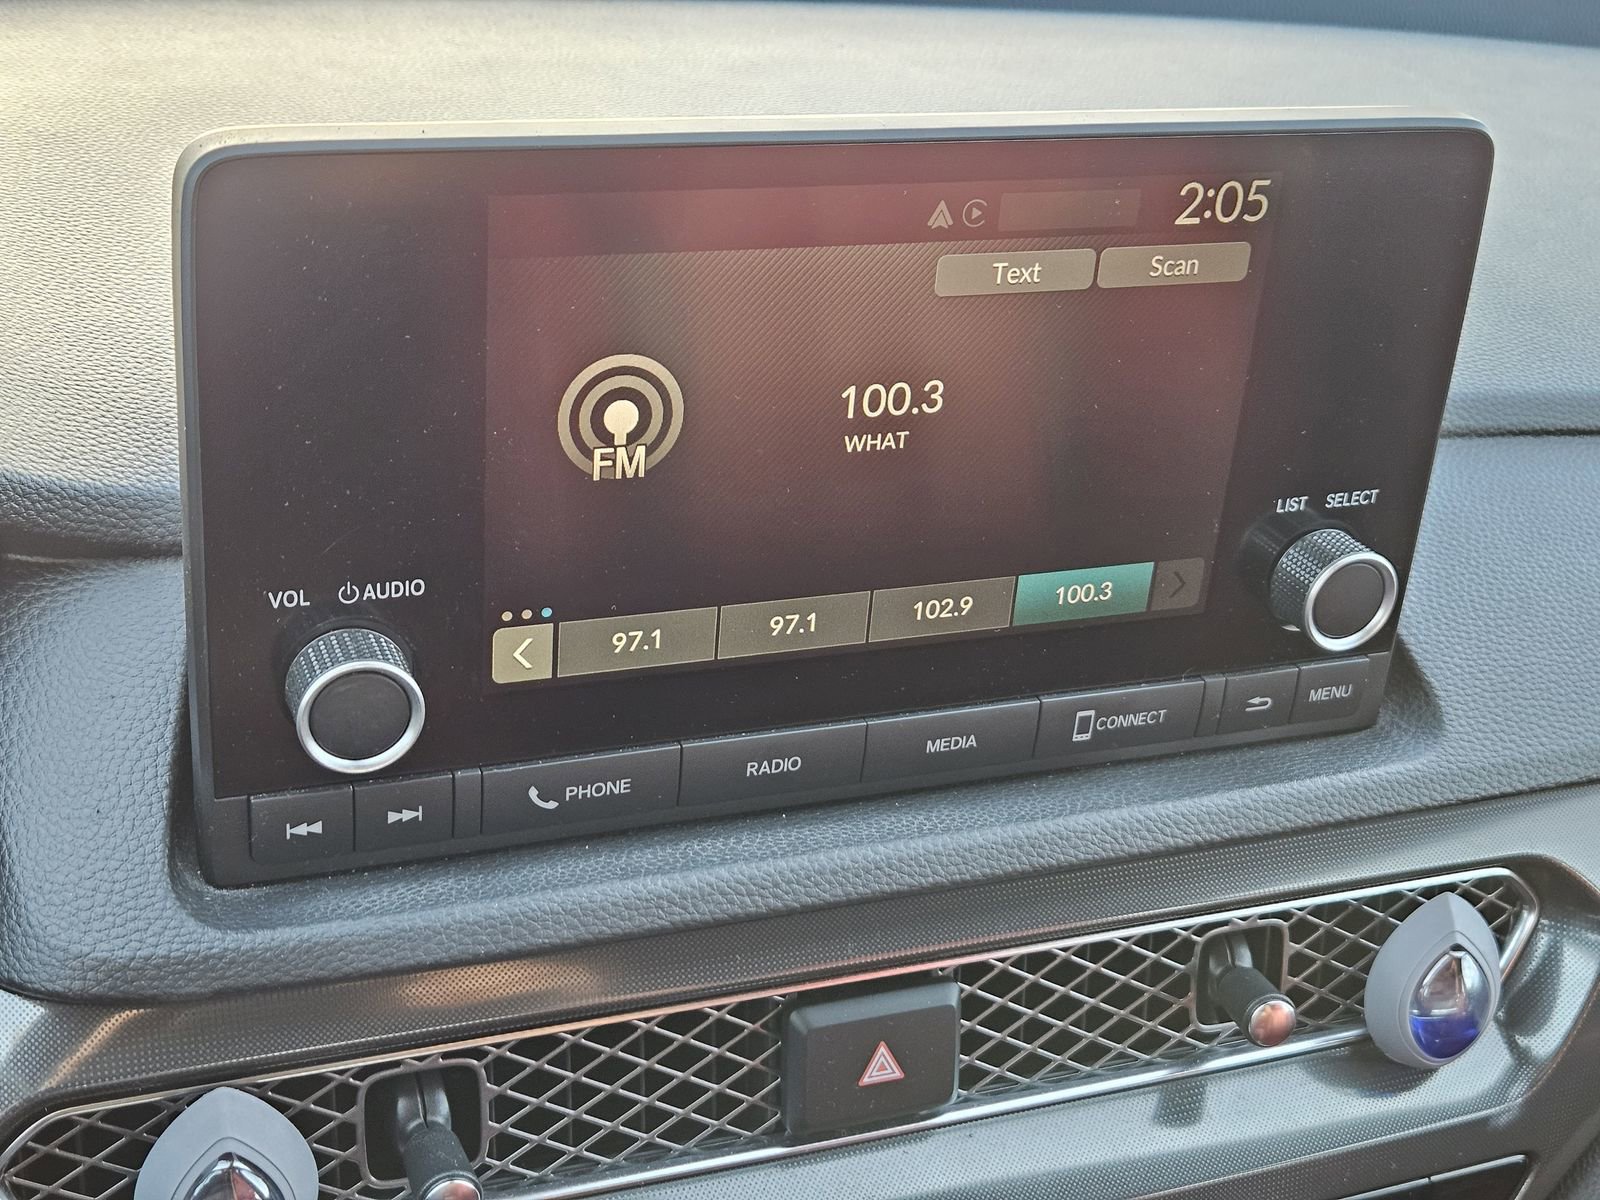 2:05
Text Scan
100.3
WHAT
FM
LIST SELECT
VOL AUDIO
97.1 97.1 102.9 100.3
PHONE RADIO MEDIA CONNECT MENU